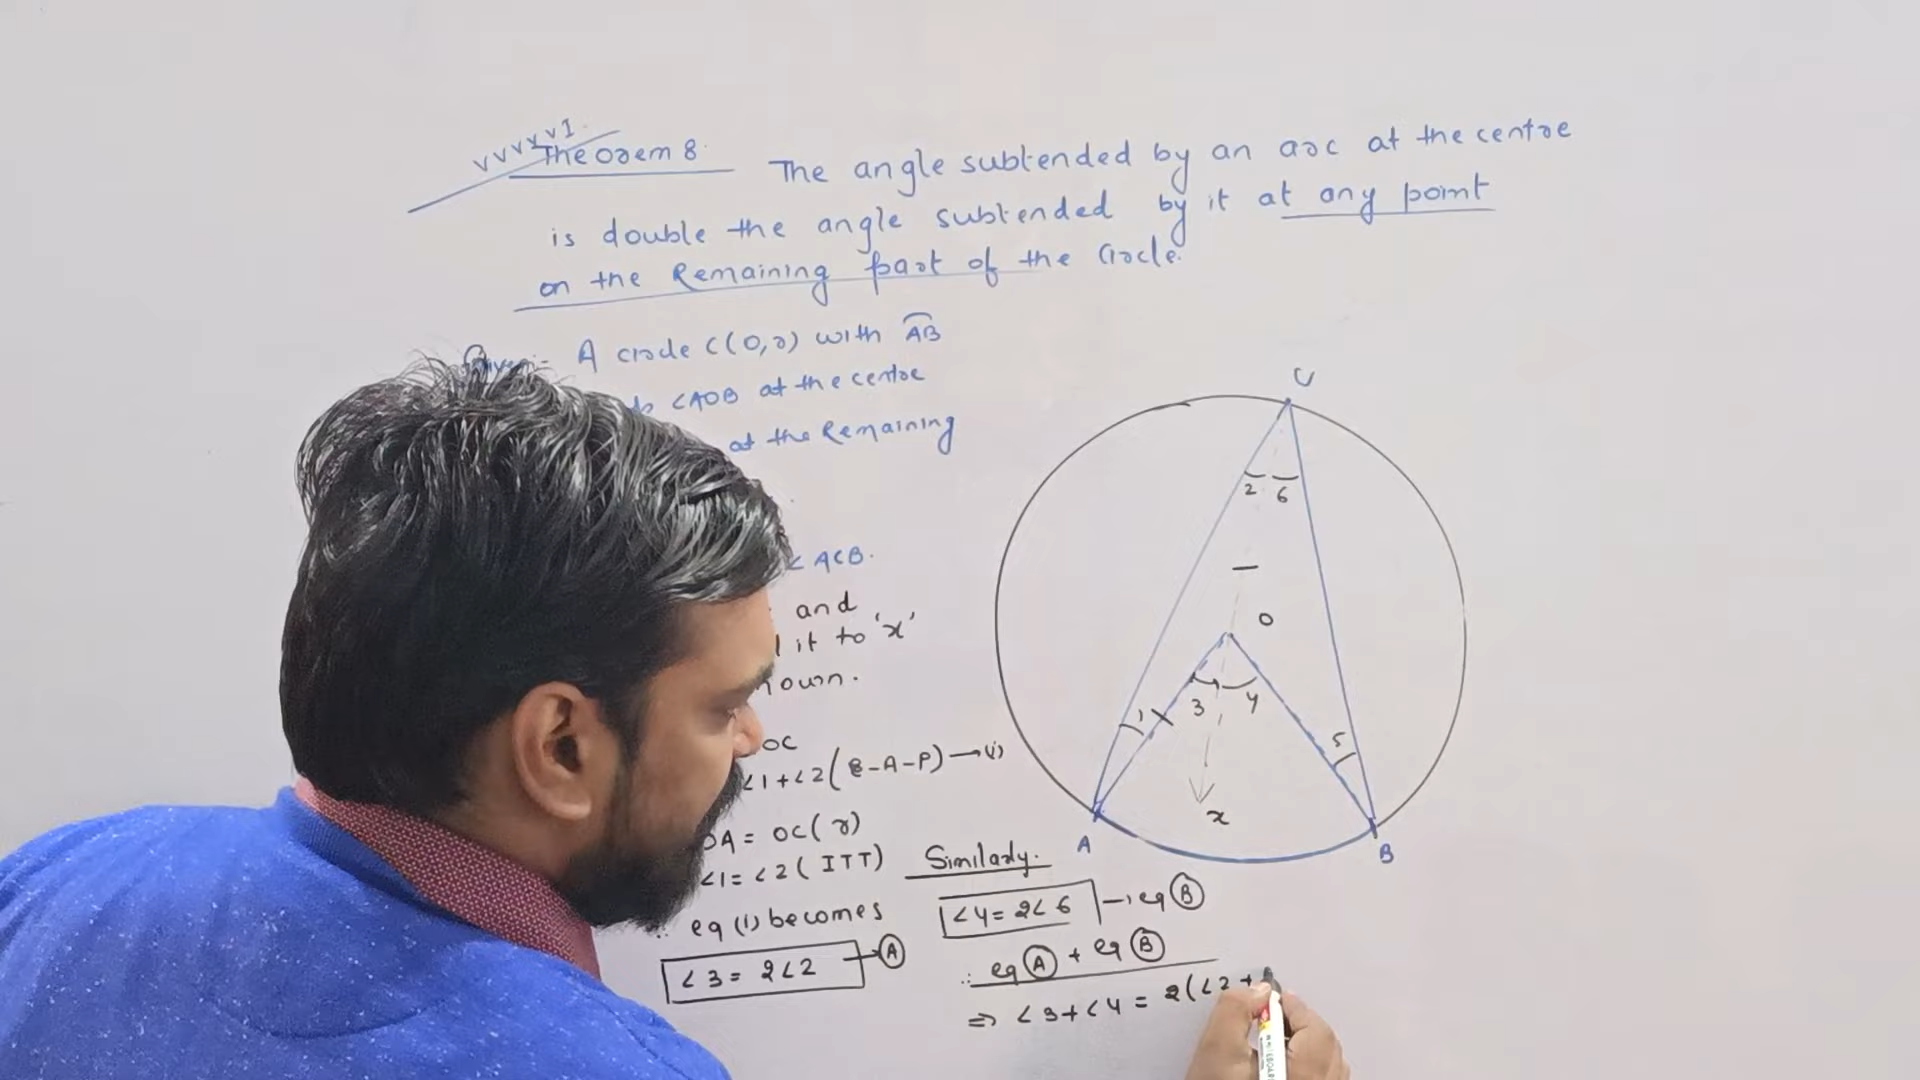 VVVVVI
Theorem 8. The angle subtended by an arc at the centre
is double the angle subtended by it at any point
on the Remaining part of the Circle.
Given:- A circle C(O,r) with AB
∠AOB at the centre
at the Remaining
∠ACB.
and
it to 'x'
OC
∠1+∠2 (E-A-P) → (i)
OA = OC (r)
∠1 = ∠2 ( ITT)
∴ eq (i) becomes
∠3 = 2∠2 → A
Similarly.
∠4 = 2∠6 → eq B
∴ eq A + eq B
⇒ ∠3+∠4 = 2(∠2+
C
2 6
O
3 4
1
5
x
A
B